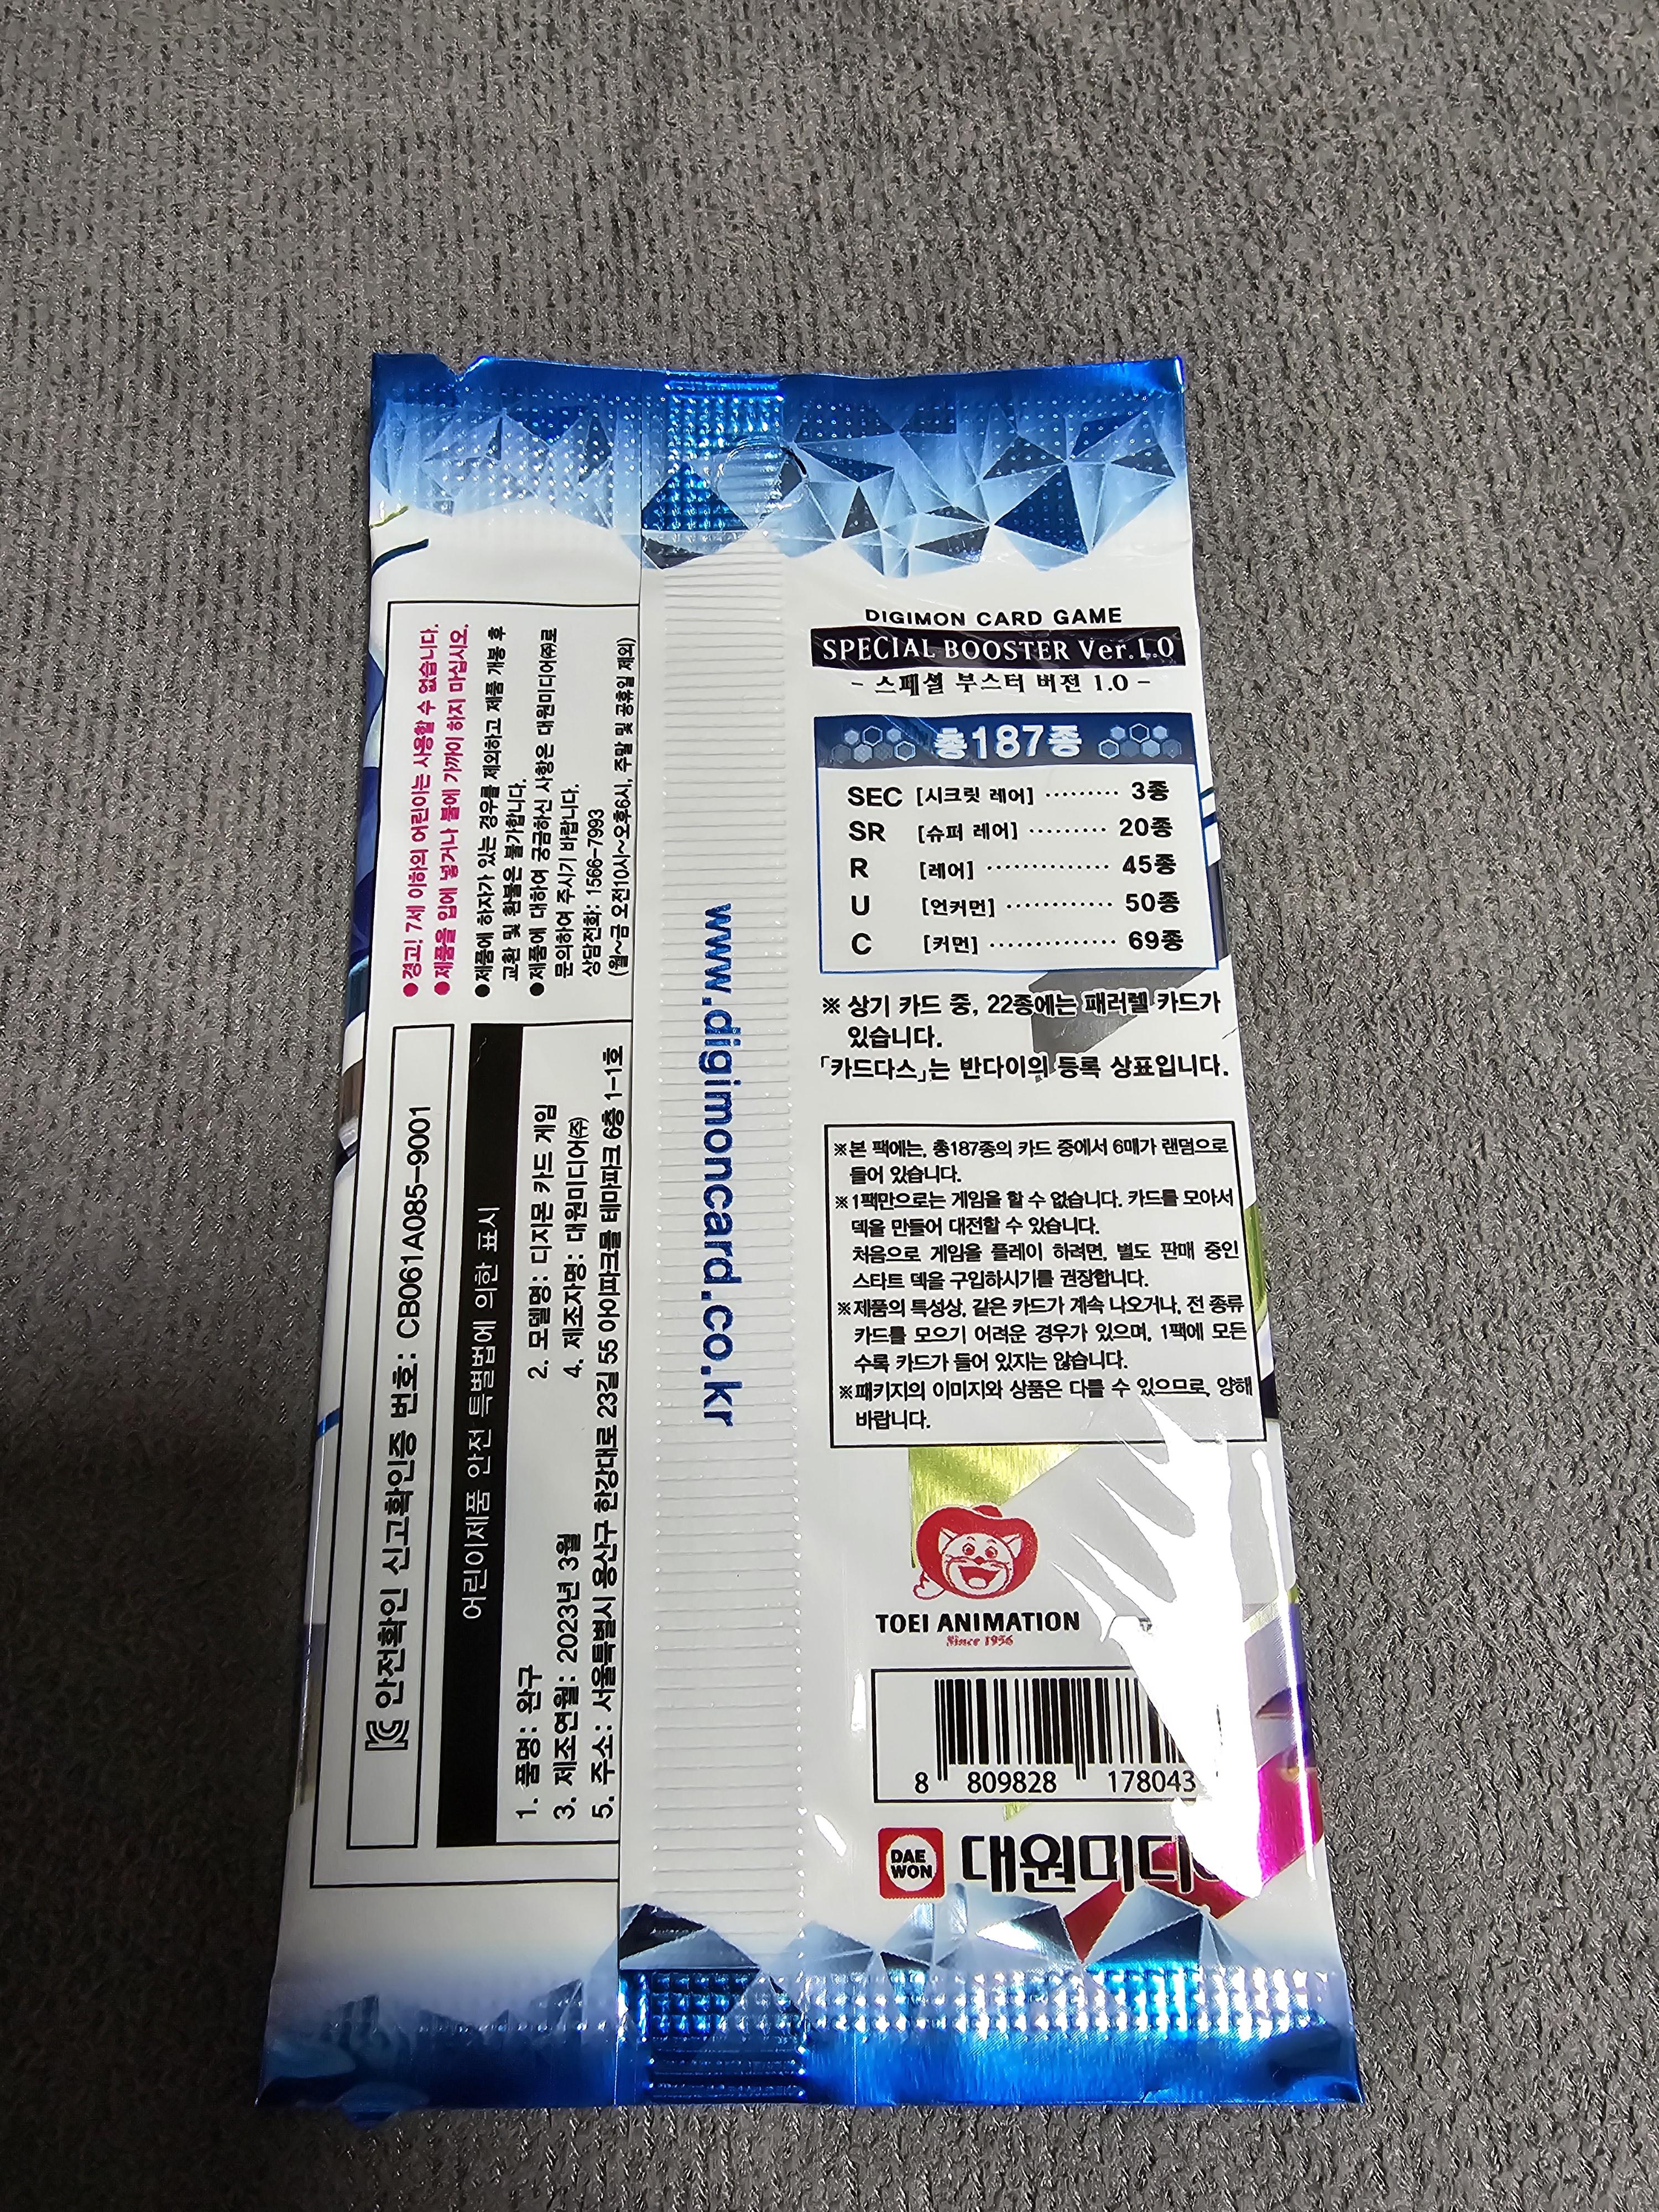 DIGIMON CARD GAME
SPECIAL BOOSTER Ver.1.0
- 스페셜 부스터 버전 1.0 -
총187종
SEC [시크릿 레어] ········· 3종
SR [슈퍼 레어] ·········· 20종
R [레어] ·············· 45종
U [언커먼] ············ 50종
C [커먼] ·············· 69종
※ 상기 카드 중, 22종에는 패러렐 카드가
있습니다.
「카드다스」는 반다이의 등록 상표입니다.
※본 팩에는, 총187종의 카드 중에서 6매가 랜덤으로
들어 있습니다.
※1팩만으로는 게임을 할 수 없습니다. 카드를 모아서
덱을 만들어 대전할 수 있습니다.
처음으로 게임을 플레이 하려면, 별도 판매 중인
스타트 덱을 구입하시기를 권장합니다.
※제품의 특성상, 같은 카드가 계속 나오거나, 전 종류
카드를 모으기 어려운 경우가 있으며, 1팩에 모든
수록 카드가 들어 있지는 않습니다.
※패키지의 이미지와 상품은 다를 수 있으므로, 양해
바랍니다.
TOEI ANIMATION
Since 1956
8 809828 178043
DAE
WON
대원미디
www.digimoncard.co.kr
●경고! 7세 이하의 어린이는 사용할 수 없습니다.
●제품을 입에 넣거나 불에 가까이 하지 마십시오.
●제품에 하자가 있는 경우를 제외하고 제품 개봉 후
교환 및 환불은 불가합니다.
●제품에 대하여 궁금하신 사항은 대원미디어㈜로
문의하여 주시기 바랍니다.
상담전화: 1566-7993
(월~금 오전10시~오후6시, 주말 및 공휴일 제외)
안전확인 신고확인증 번호: CB061A085-9001
어린이제품 안전 특별법에 의한 표시
1. 품명: 완구 2. 모델명: 디지몬 카드 게임
3. 제조연월: 2023년 3월 4. 제조자명: 대원미디어㈜
5. 주소: 서울특별시 용산구 한강대로 23길 55 아이파크몰 테마파크 6층 1-1호